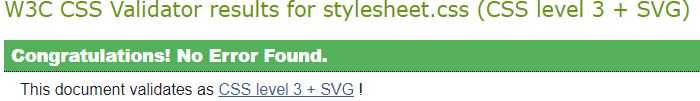 W3C CSS Validator results for stylesheet.css (CSS level 3 + SVG)
Congratulations! No Error Found.
This document validates as CSS level 3 + SVG !